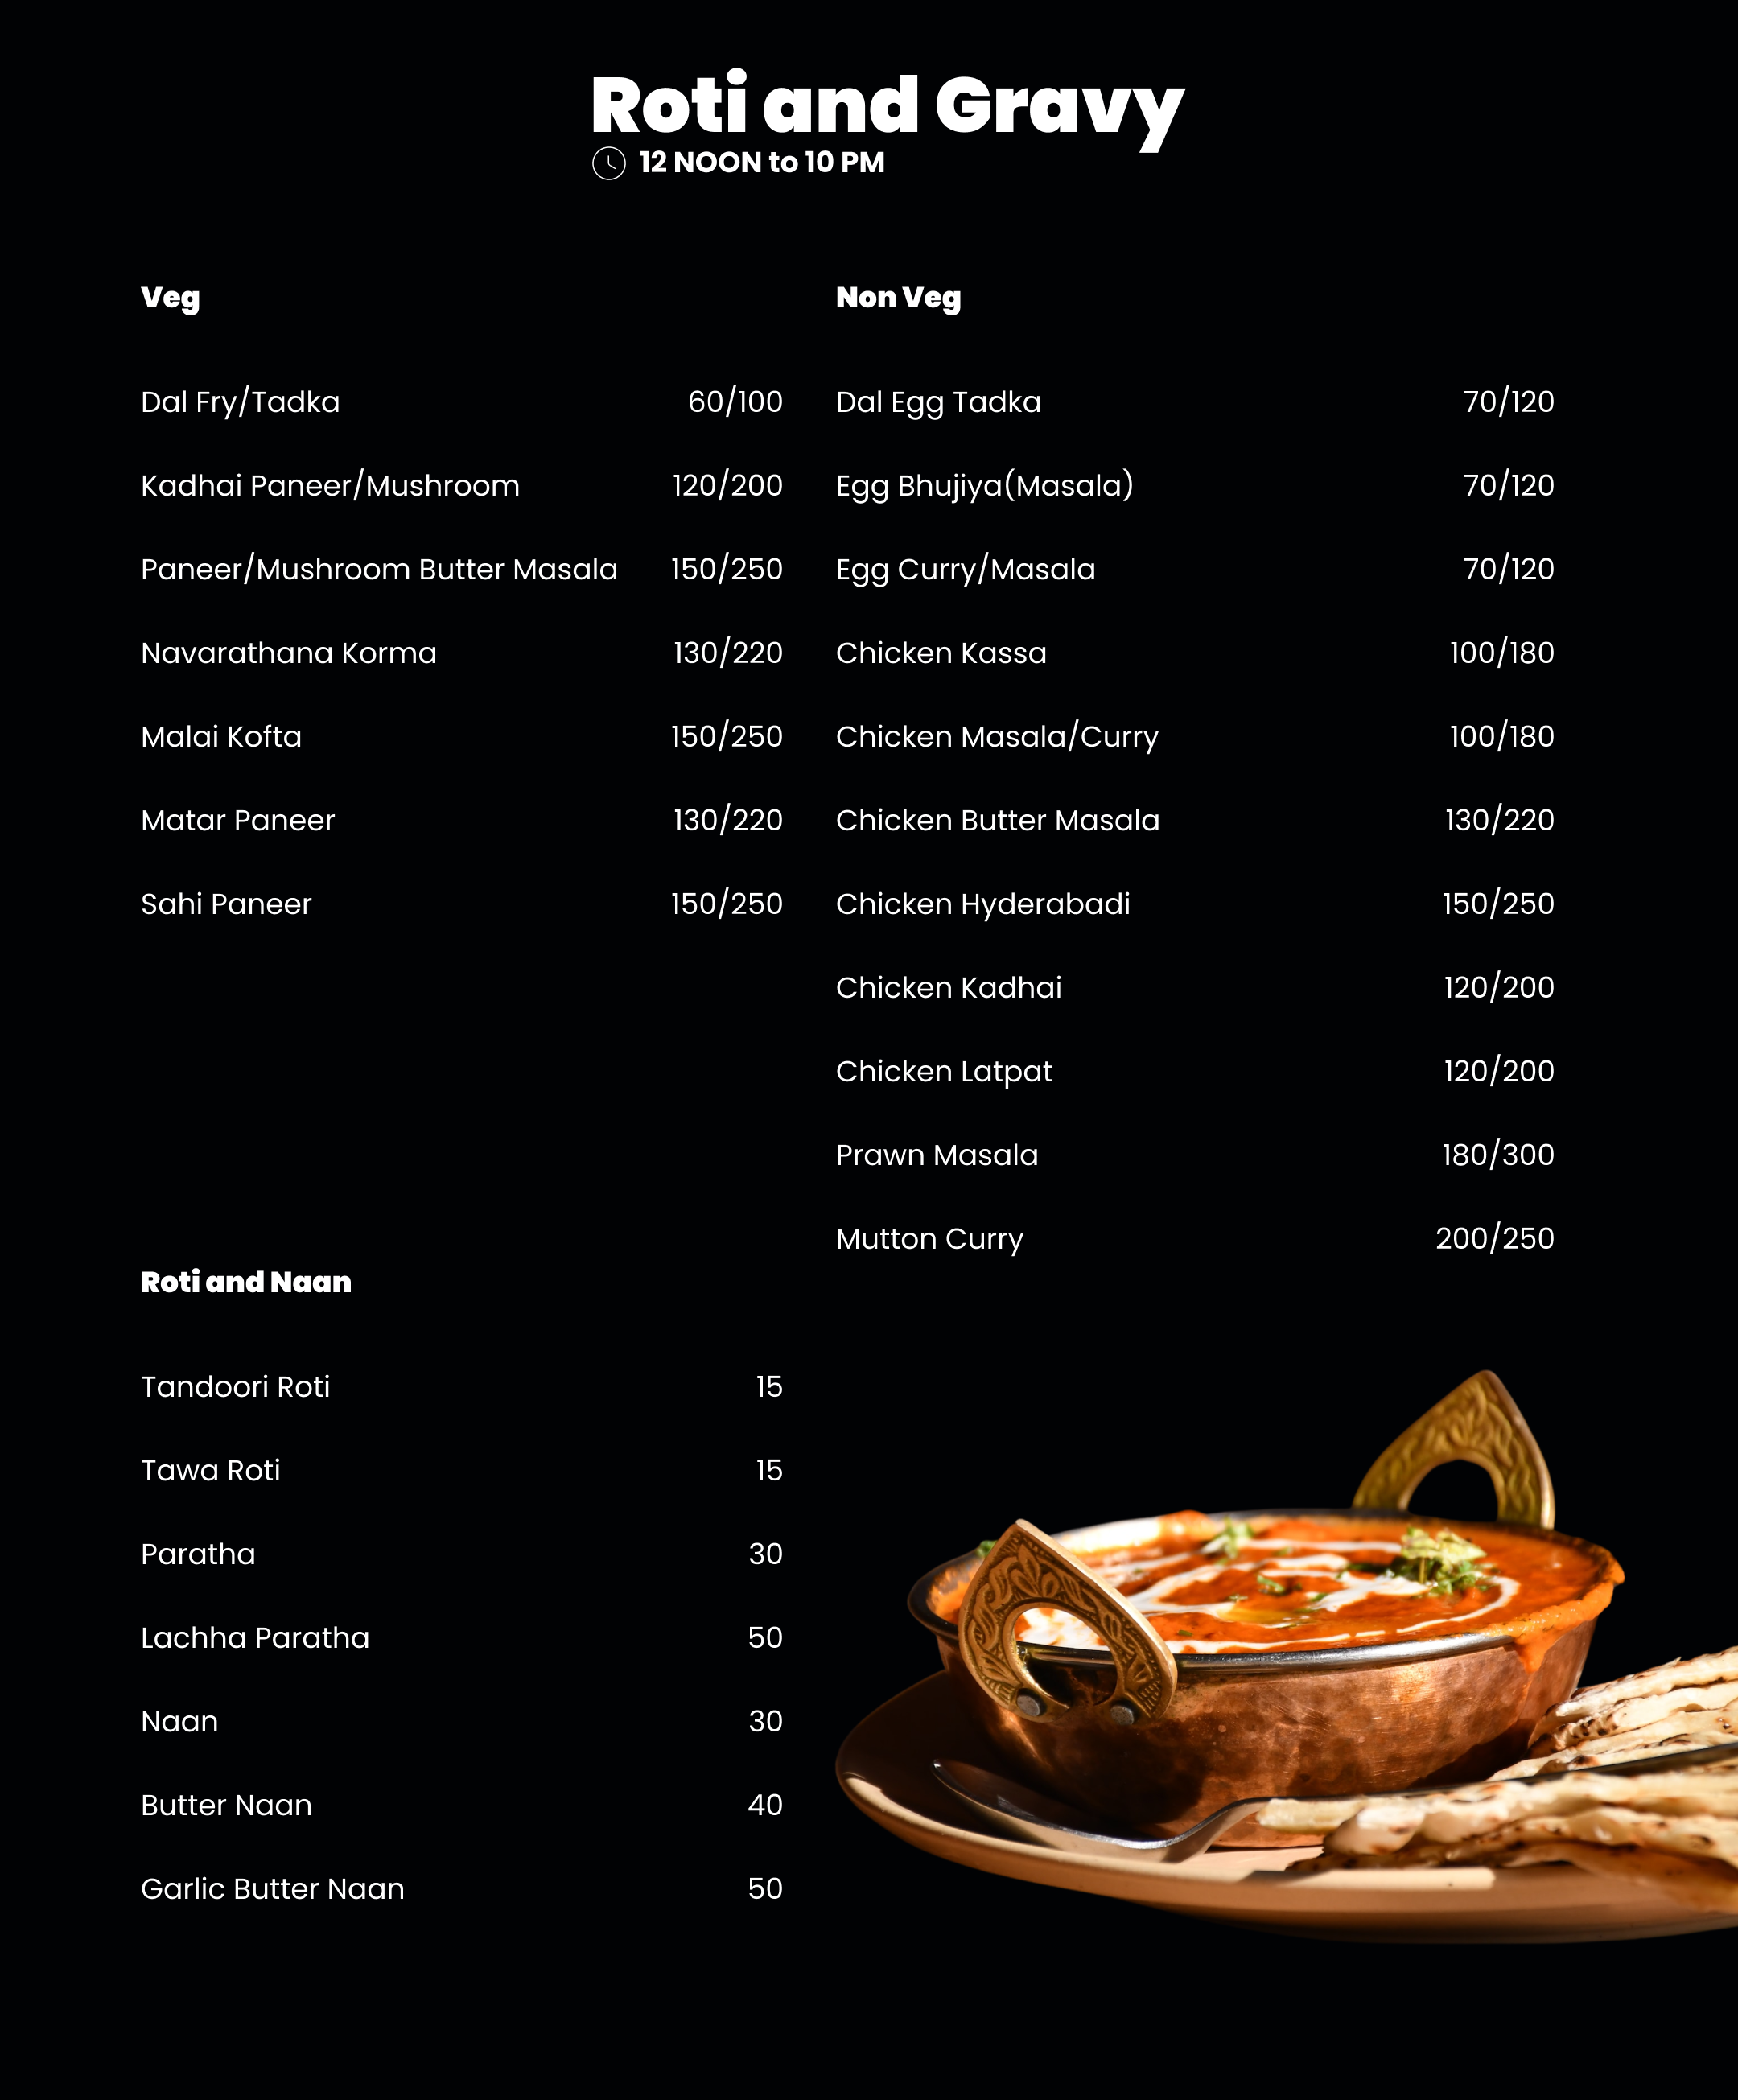 Roti and Gravy
12 NOON to 10 PM
Veg
Dal Fry/Tadka 60/100
Kadhai Paneer/Mushroom 120/200
Paneer/Mushroom Butter Masala 150/250
Navarathana Korma 130/220
Malai Kofta 150/250
Matar Paneer 130/220
Sahi Paneer 150/250
Non Veg
Dal Egg Tadka 70/120
Egg Bhujiya(Masala) 70/120
Egg Curry/Masala 70/120
Chicken Kassa 100/180
Chicken Masala/Curry 100/180
Chicken Butter Masala 130/220
Chicken Hyderabadi 150/250
Chicken Kadhai 120/200
Chicken Latpat 120/200
Prawn Masala 180/300
Mutton Curry 200/250
Roti and Naan
Tandoori Roti 15
Tawa Roti 15
Paratha 30
Lachha Paratha 50
Naan 30
Butter Naan 40
Garlic Butter Naan 50